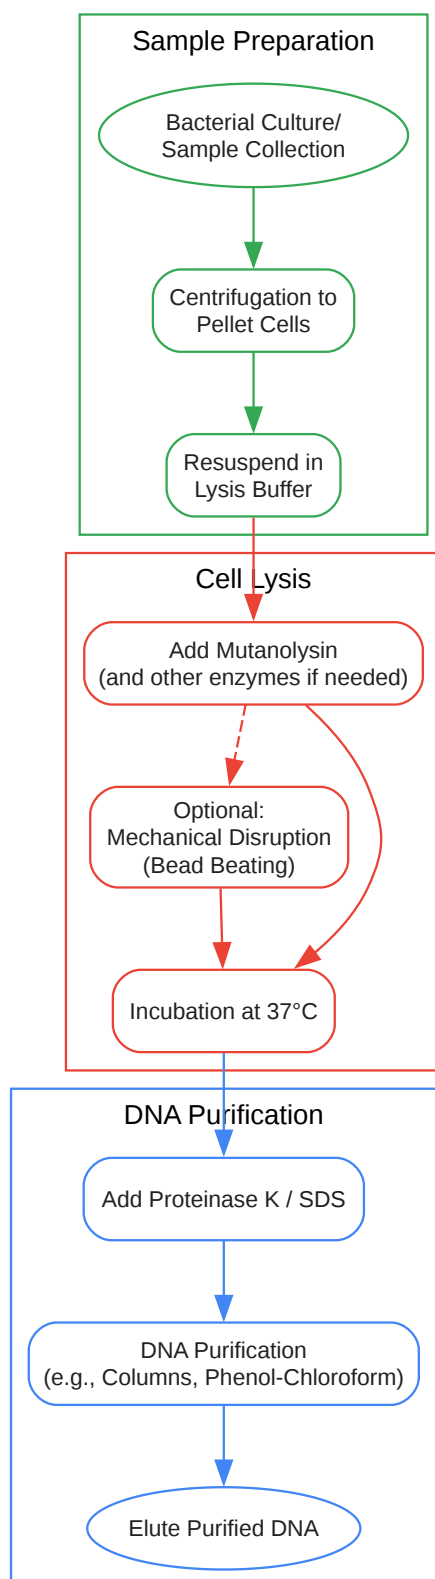 Sample Preparation
Bacterial Culture/
Sample Collection
Centrifugation to
Pellet Cells
Resuspend in
Lysis Buffer
Cell Lysis
Add Mutanolysin
(and other enzymes if needed)
Optional:
Mechanical Disruption
(Bead Beating)
Incubation at 37°C
DNA Purification
Add Proteinase K / SDS
DNA Purification
(e.g., Columns, Phenol-Chloroform)
Elute Purified DNA